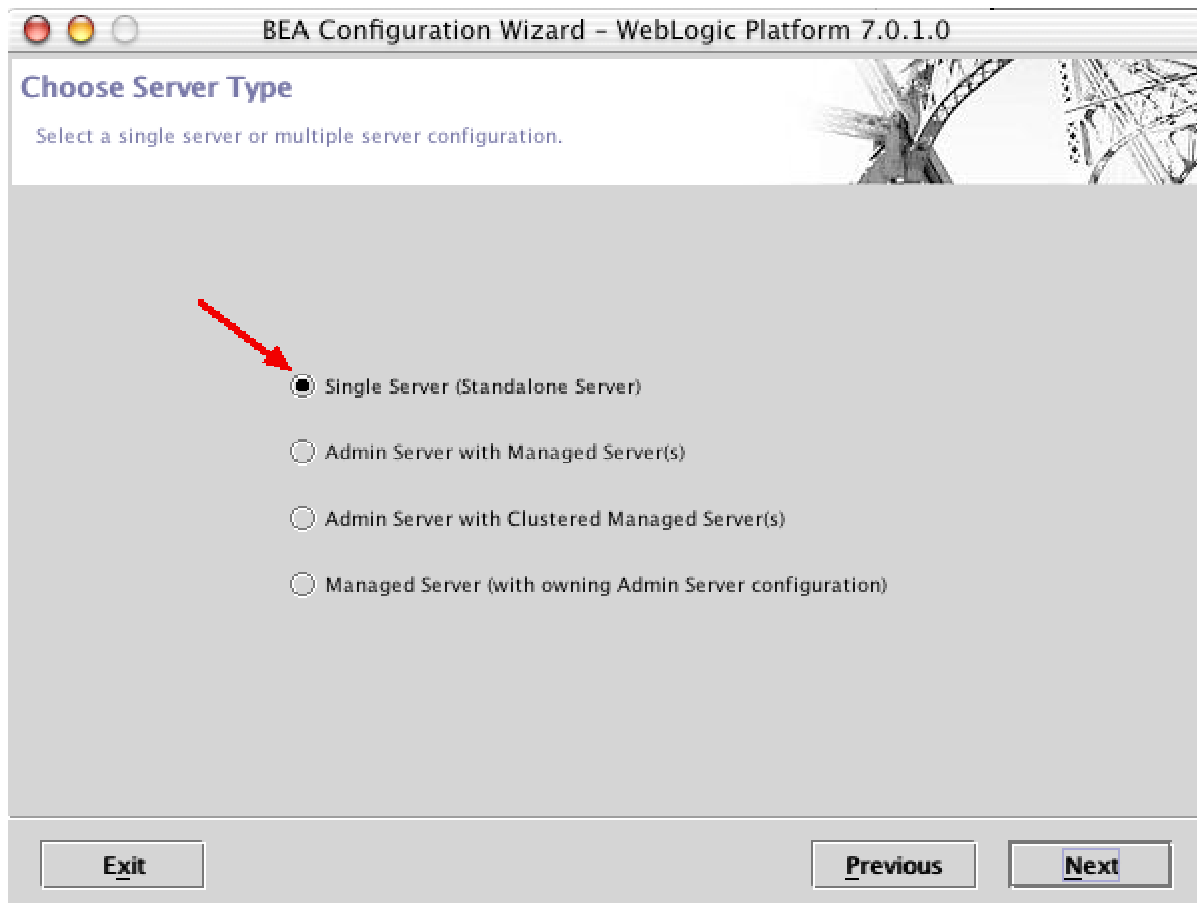 BEA Configuration Wizard – WebLogic Platform 7.0.1.0
Choose Server Type
Select a single server or multiple server configuration.
Single Server (Standalone Server)
Admin Server with Managed Server(s)
Admin Server with Clustered Managed Server(s)
Managed Server (with owning Admin Server configuration)
Exit
Previous
Next